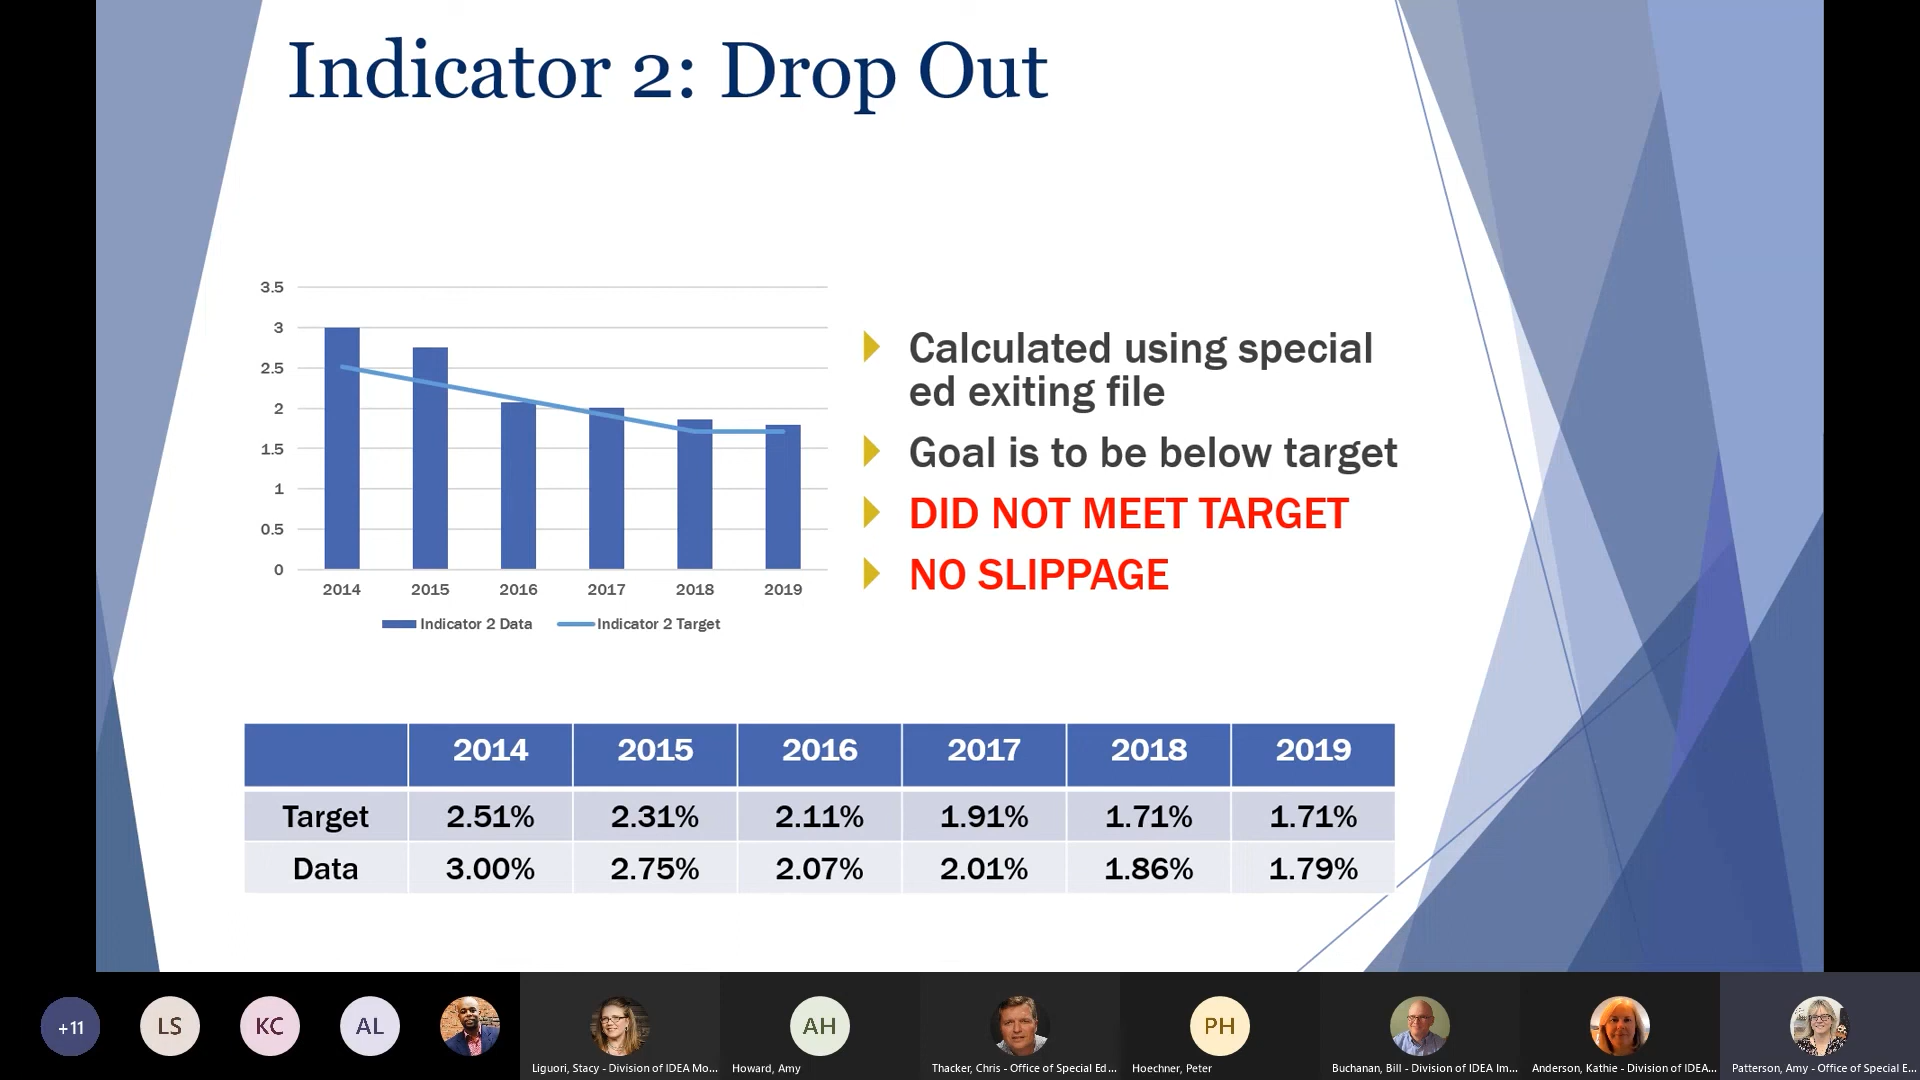 Indicator 2: Drop Out
3.5
3
2.5
2
1.5
1
0.5
0
2014 2015 2016 2017 2018 2019
Indicator 2 Data Indicator 2 Target
Calculated using special
ed exiting file
Goal is to be below target
DID NOT MEET TARGET
NO SLIPPAGE
2014 2015 2016 2017 2018 2019
Target 2.51% 2.31% 2.11% 1.91% 1.71% 1.71%
Data 3.00% 2.75% 2.07% 2.01% 1.86% 1.79%
+11 LS KC AL AH PH
Liguori, Stacy - Division of IDEA Mo... Howard, Amy Thacker, Chris - Office of Special Ed... Hoechner, Peter Buchanan, Bill - Division of IDEA Im... Anderson, Kathie - Division of IDEA... Patterson, Amy - Office of Special E...